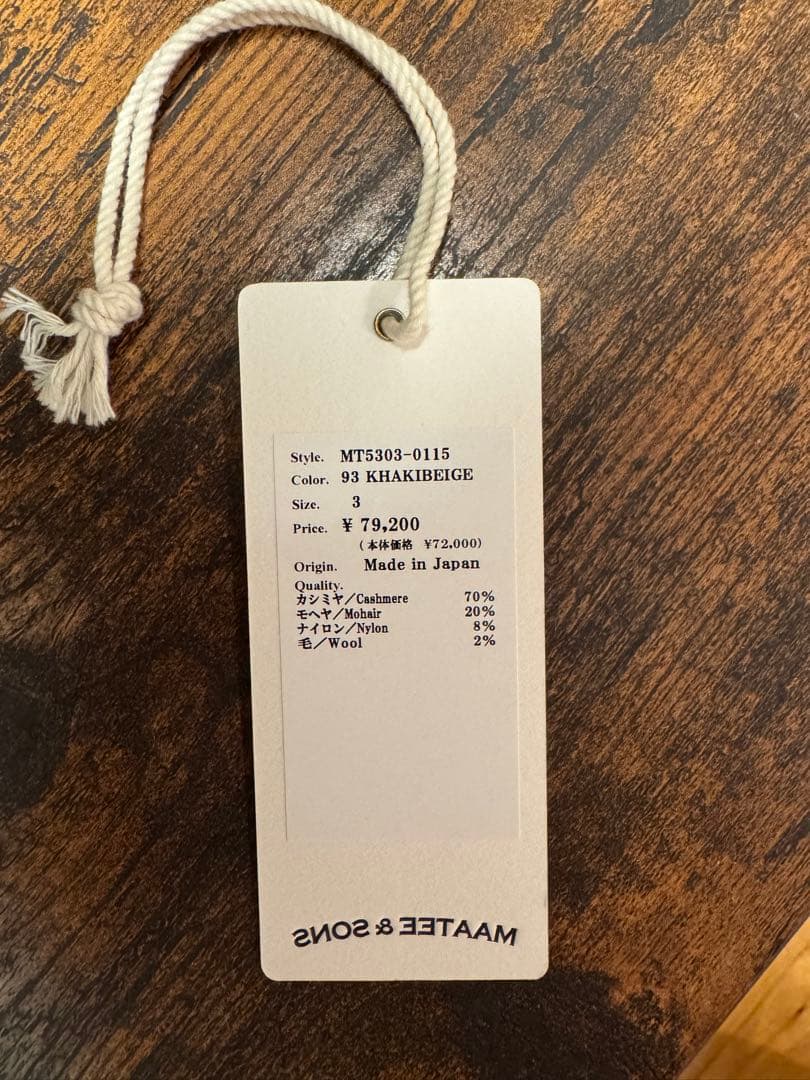 Style. MT5303-0115
Color. 93 KHAKIBEIGE
Size. 3
Price. ¥ 79,200
(本体価格 ¥72,000)
Origin. Made in Japan
Quality.
カシミヤ/Cashmere 70%
モヘヤ/Mohair 20%
ナイロン/Nylon 8%
毛/Wool 2%
MAATEE & SONS